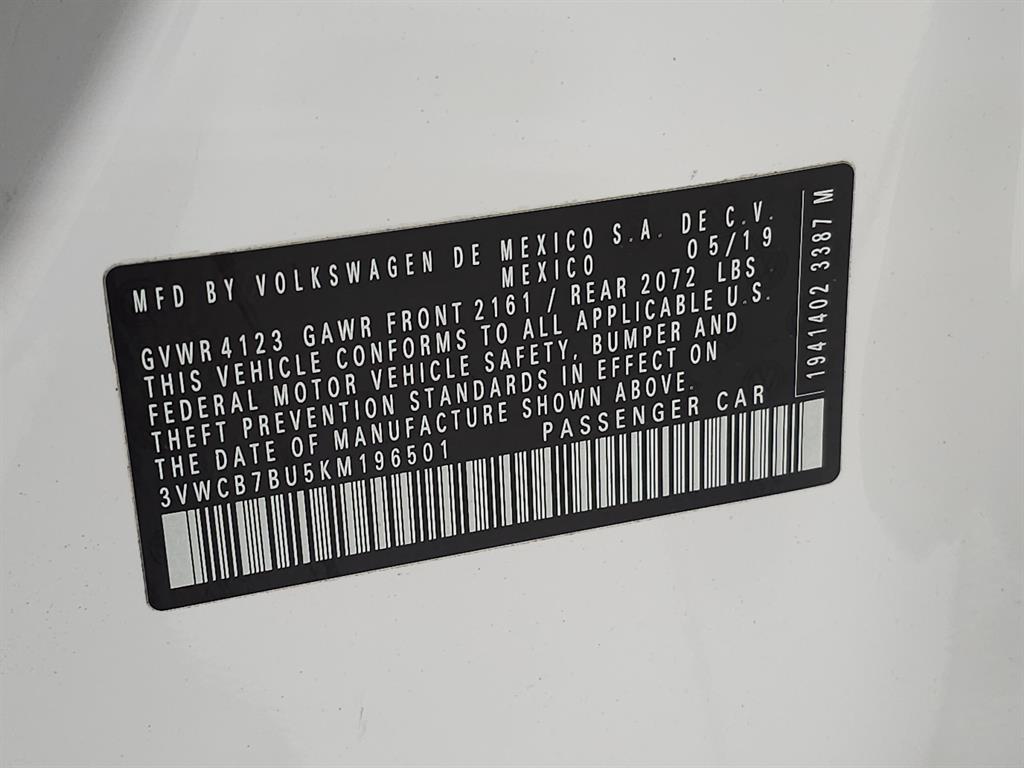 MFD BY VOLKSWAGEN DE MEXICO S.A. DE C.V.
MEXICO 05/19
GVWR 4123 GAWR FRONT 2161 / REAR 2072 LBS
THIS VEHICLE CONFORMS TO ALL APPLICABLE U.S.
FEDERAL MOTOR VEHICLE SAFETY, BUMPER AND
THEFT PREVENTION STANDARDS IN EFFECT ON
THE DATE OF MANUFACTURE SHOWN ABOVE.
3VWCB7BU5KM196501 PASSENGER CAR
1941402 3387 M